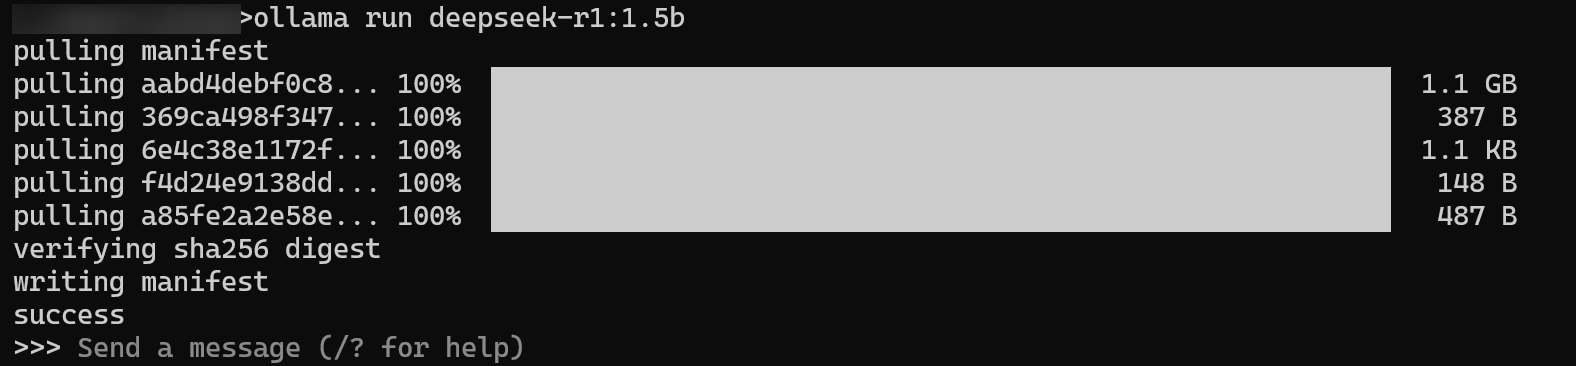 >ollama run deepseek-r1:1.5b
pulling manifest
pulling aabd4debf0c8... 100% 1.1 GB
pulling 369ca498f347... 100% 387 B
pulling 6e4c38e1172f... 100% 1.1 KB
pulling f4d24e9138dd... 100% 148 B
pulling a85fe2a2e58e... 100% 487 B
verifying sha256 digest
writing manifest
success
>>> Send a message (/? for help)